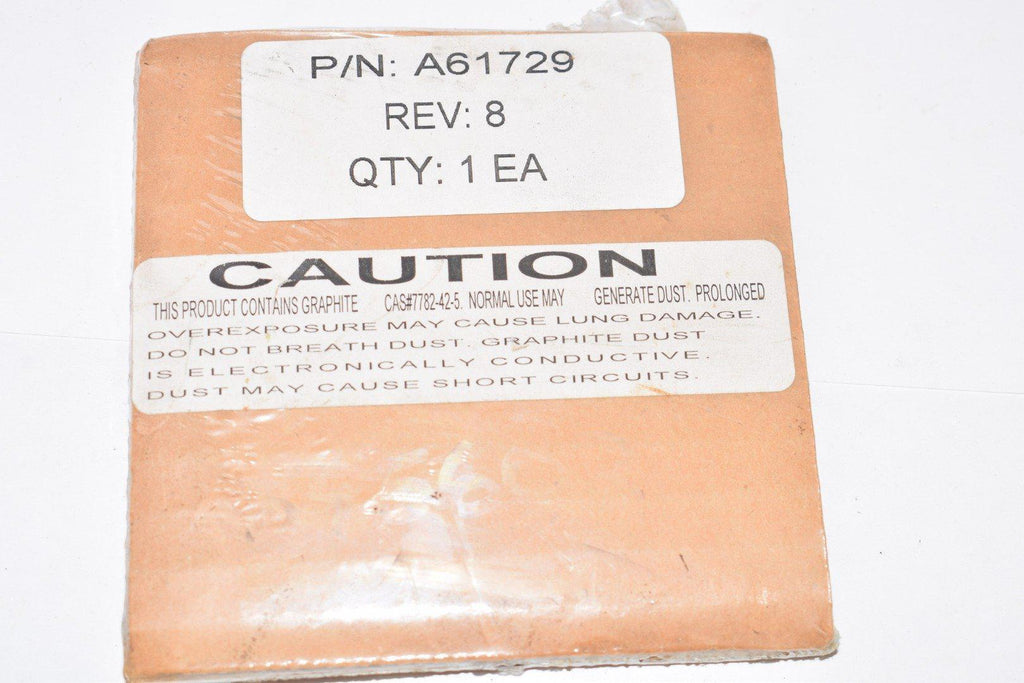 P/N: A61729
REV: 8
QTY: 1 EA
CAUTION
THIS PRODUCT CONTAINS GRAPHITE CAS#7782-42-5. NORMAL USE MAY GENERATE DUST. PROLONGED
OVEREXPOSURE MAY CAUSE LUNG DAMAGE.
DO NOT BREATH DUST. GRAPHITE DUST
IS ELECTRONICALLY CONDUCTIVE.
DUST MAY CAUSE SHORT CIRCUITS.